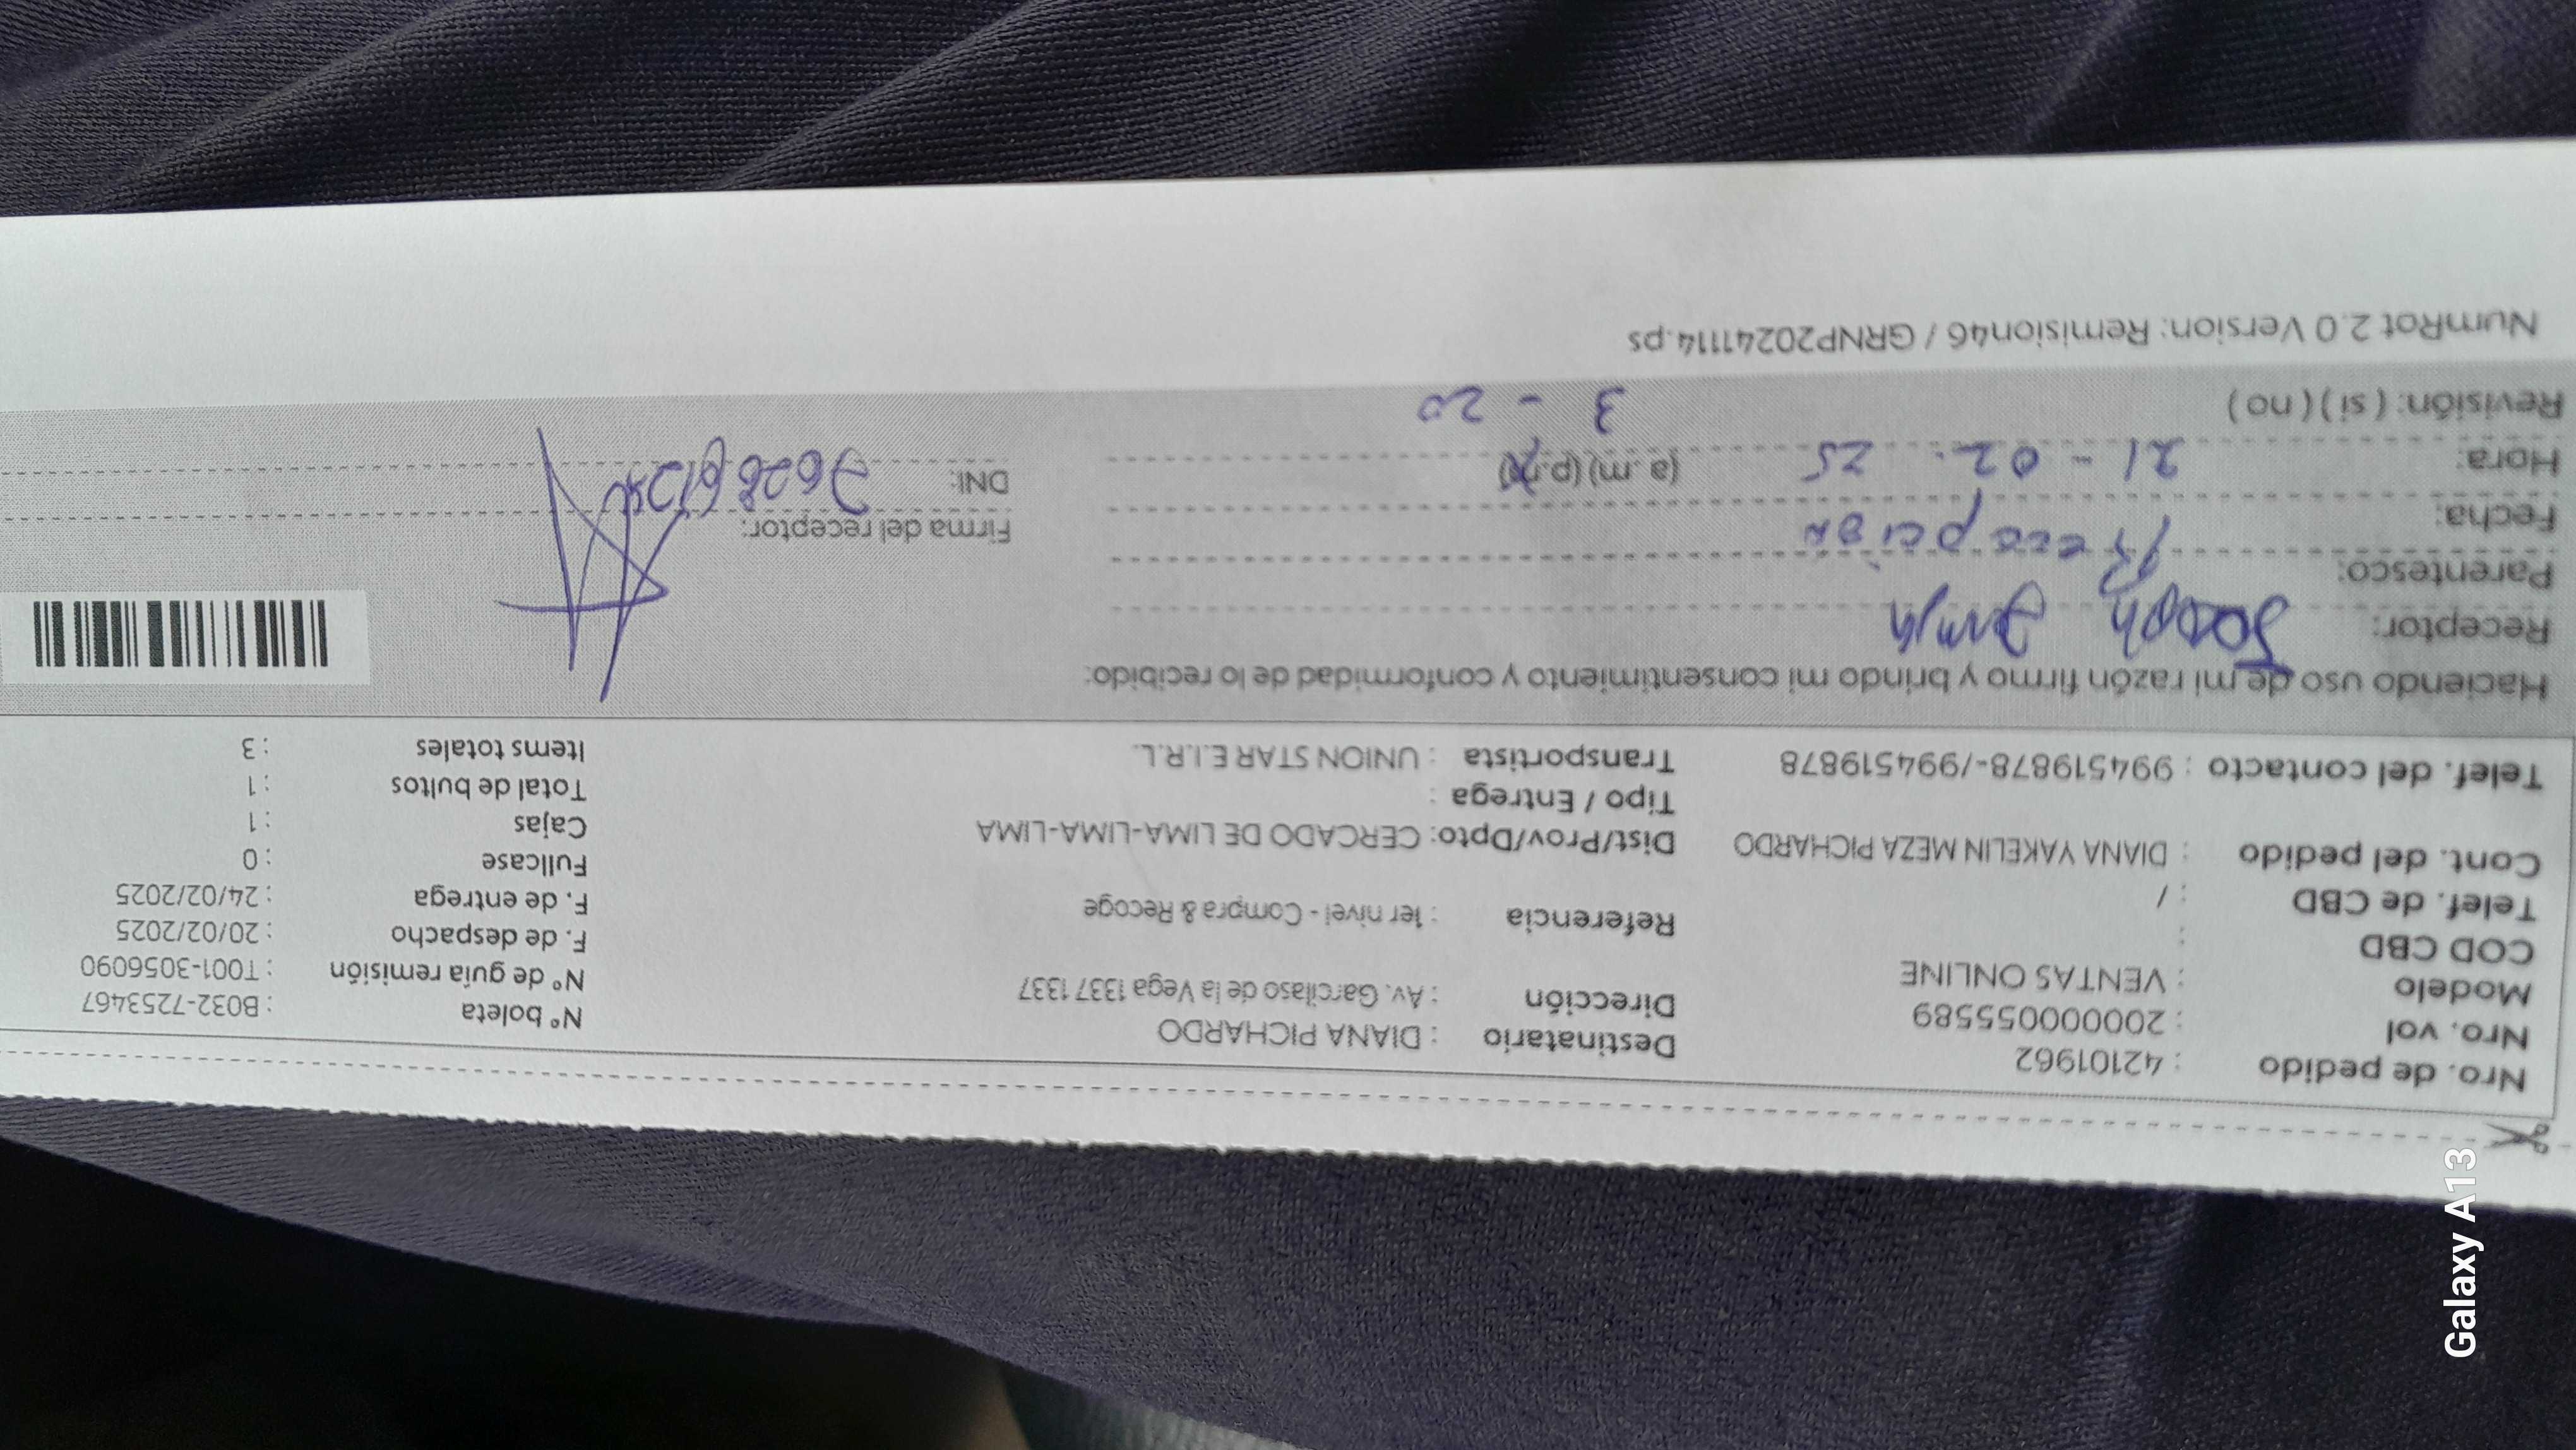 Nro. de pedido : 42101962
Nro. vol : 20000055589
Modelo : VENTAS ONLINE
COD CBD :
Telef. de CBD : /
Cont. del pedido : DIANA YAKELIN MEZA PICHARDO
Telef. del contacto : 994519878-/994519878
Destinatario : DIANA PICHARDO
Dirección : Av. Garcilaso de la Vega 1337 1337
Referencia : 1er nivel - Compra & Recoge
Dist/Prov/Dpto: CERCADO DE LIMA-LIMA-LIMA
Tipo / Entrega :
Transportista : UNION STAR E.I.R.L.
N° boleta : B032-7253467
N° de guía remisión : T001-3056090
F. de despacho : 20/02/2025
F. de entrega : 24/02/2025
Fullcase : 0
Cajas : 1
Total de bultos : 1
Items totales : 3
Haciendo uso de mi razón firmo y brindo mi consentimiento y conformidad de lo recibido:
Receptor:
Parentesco: Recepcion
Fecha: 21 - 02. 25
Hora: (a.m) (p.m) 3 - 20
Revisión: ( si ) ( no )
Firma del receptor:
DNI:
NumRot 2.0 Version: Remision46 / GRNP20241114.ps
Galaxy A13